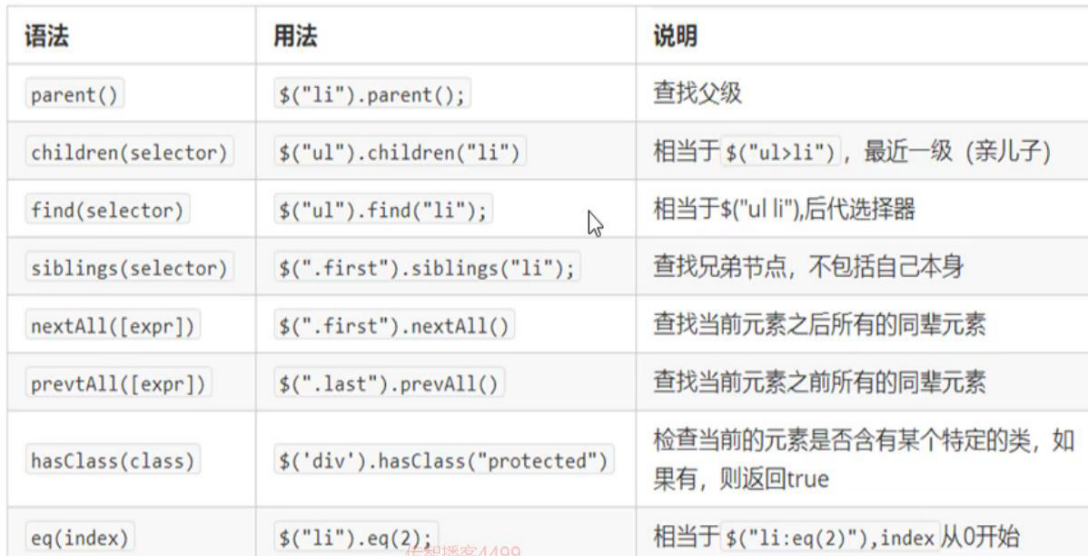 语法 用法 说明
parent() $("li").parent(); 查找父级
children(selector) $("ul").children("li") 相当于$("ul>li")，最近一级（亲儿子）
find(selector) $("ul").find("li"); 相当于$("ul li"),后代选择器
siblings(selector) $(".first").siblings("li"); 查找兄弟节点，不包括自己本身
nextAll([expr]) $(".first").nextAll() 查找当前元素之后所有的同辈元素
prevtAll([expr]) $(".last").prevAll() 查找当前元素之前所有的同辈元素
hasClass(class) $('div').hasClass("protected") 检查当前的元素是否含有某个特定的类，如
果有，则返回true
eq(index) $("li").eq(2); 相当于$("li:eq(2)"),index从0开始
传智播客4499